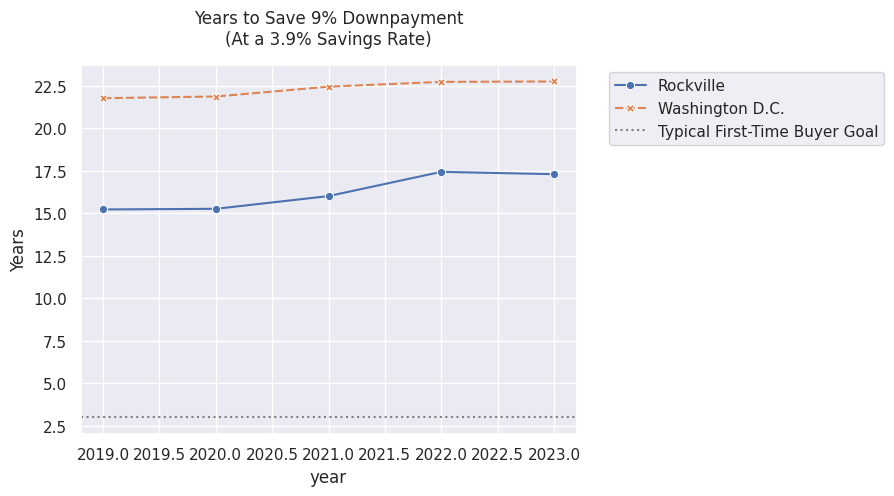 Years to Save 9% Downpayment
(At a 3.9% Savings Rate)
Rockville
Washington D.C.
Typical First-Time Buyer Goal
Years
22.5
20.0
17.5
15.0
12.5
10.0
7.5
5.0
2.5
2019.0 2019.5 2020.0 2020.5 2021.0 2021.5 2022.0 2022.5 2023.0
year